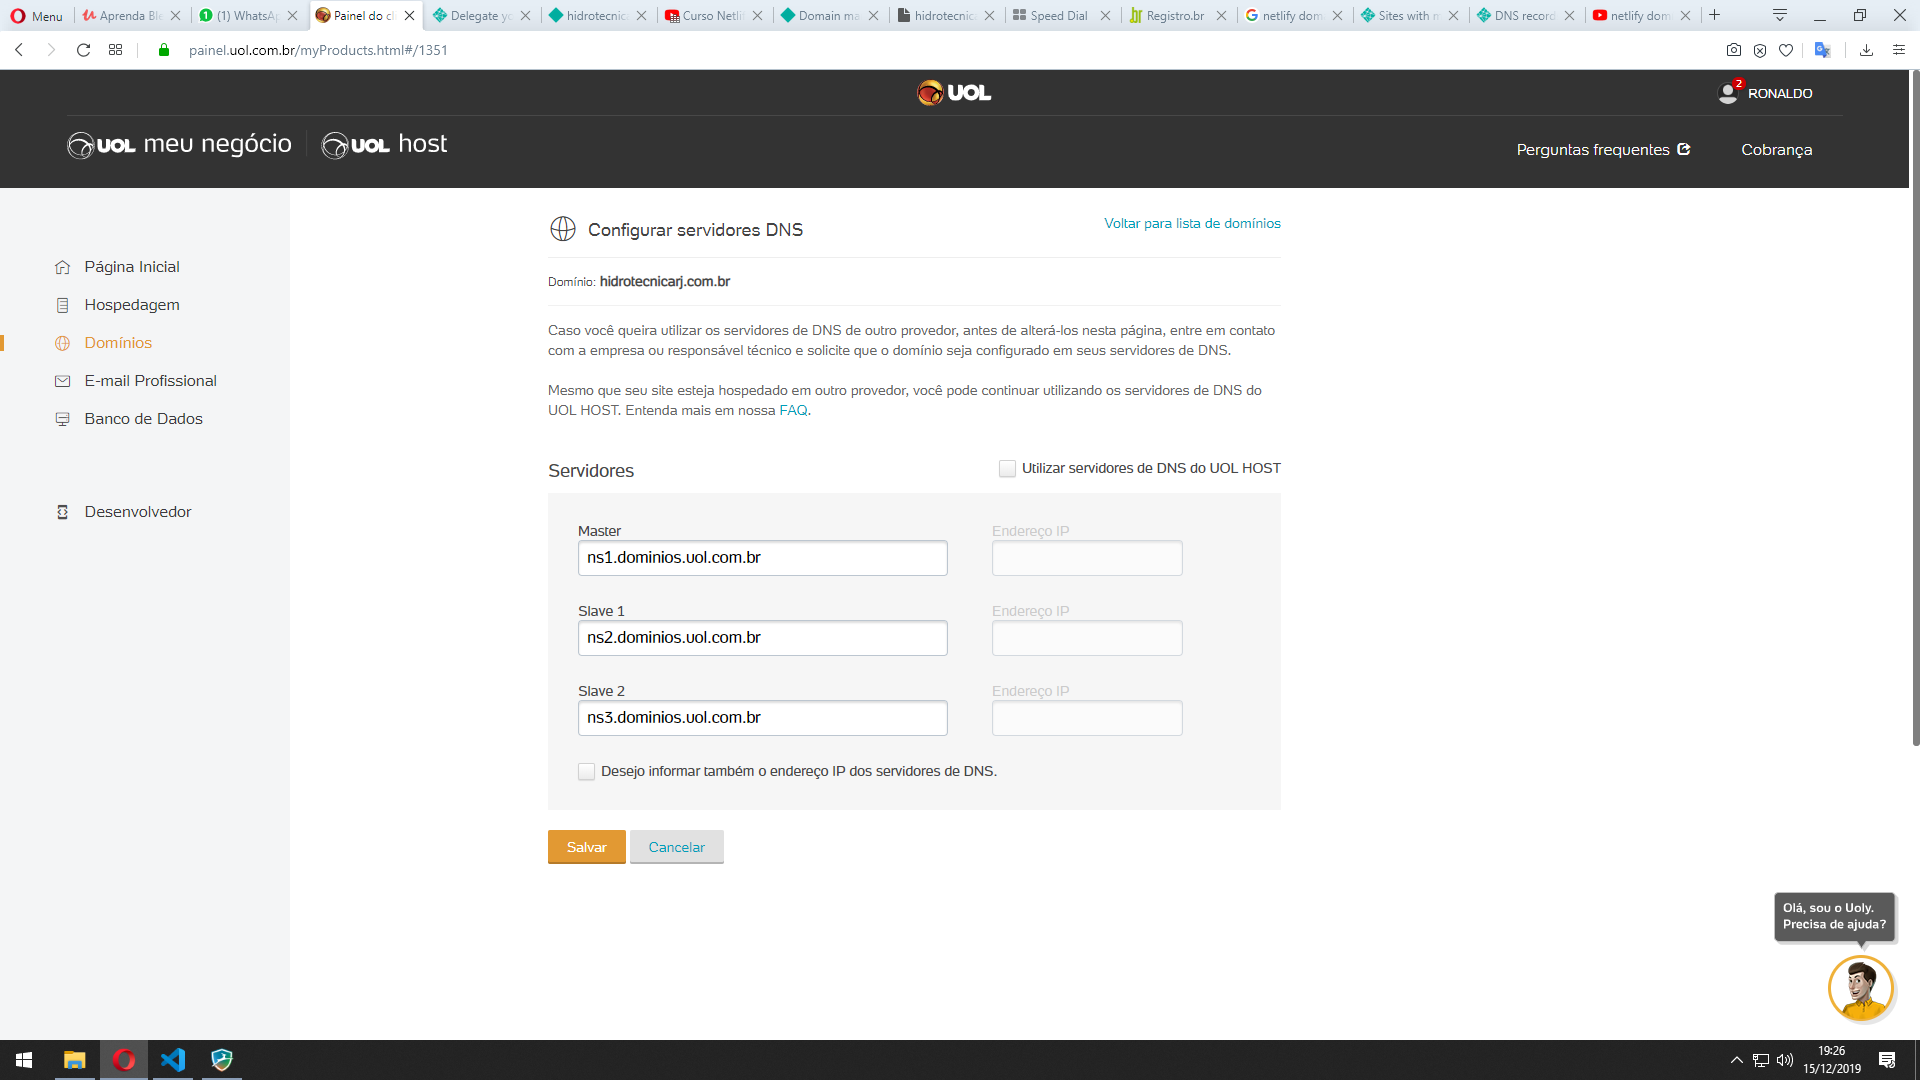 Menu
Aprenda Ble
(1) WhatsAp
Painel do cli
Delegate yo
hidrotecnica
Curso Netlif
Domain ma
hidrotecnica
Speed Dial
Registro.br
netlify dom
Sites with m
DNS record
netlify dom
painel.uol.com.br/myProducts.html#/1351
UOL
2
RONALDO
UOL meu negócio
UOL host
Perguntas frequentes
Cobrança
Página Inicial
Hospedagem
Domínios
E-mail Profissional
Banco de Dados
Desenvolvedor
Configurar servidores DNS
Voltar para lista de domínios
Domínio: hidrotecnicarj.com.br
Caso você queira utilizar os servidores de DNS de outro provedor, antes de alterá-los nesta página, entre em contato
com a empresa ou responsável técnico e solicite que o domínio seja configurado em seus servidores de DNS.
Mesmo que seu site esteja hospedado em outro provedor, você pode continuar utilizando os servidores de DNS do
UOL HOST. Entenda mais em nossa FAQ.
Servidores
Utilizar servidores de DNS do UOL HOST
Master
Endereço IP
ns1.dominios.uol.com.br
Slave 1
Endereço IP
ns2.dominios.uol.com.br
Slave 2
Endereço IP
ns3.dominios.uol.com.br
Desejo informar também o endereço IP dos servidores de DNS.
Salvar
Cancelar
Olá, sou o Uoly.
Precisa de ajuda?
19:26
15/12/2019